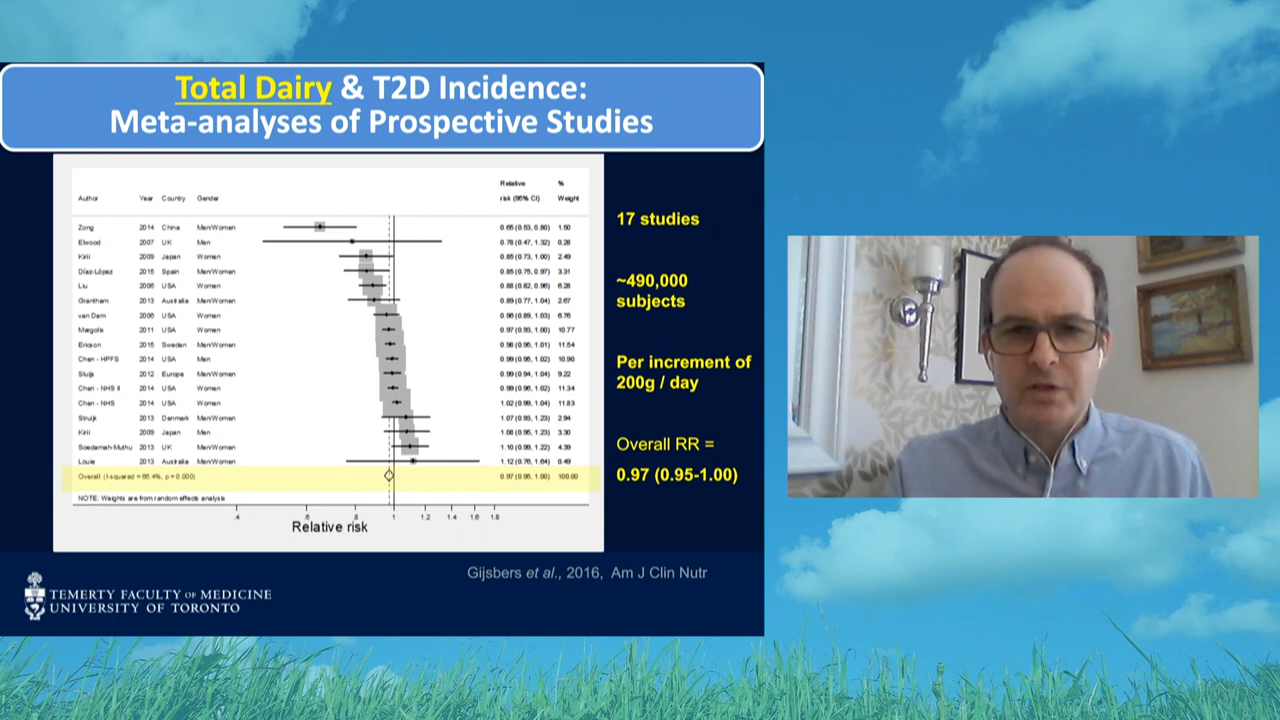 Total Dairy & T2D Incidence:
Meta-analyses of Prospective Studies
Relative %
Author Year Country Gender risk (95% CI) Weight
Zong 2014 China Men/Women 0.65 (0.53, 0.80) 1.60
Elwood 2007 UK Men 0.78 (0.47, 1.32) 0.28
Kirii 2009 Japan Women 0.85 (0.73, 1.00) 2.49
Díaz-López 2015 Spain Men/Women 0.85 (0.75, 0.97) 3.31
Liu 2006 USA Women 0.88 (0.82, 0.96) 6.28
Grantham 2013 Australia Men/Women 0.89 (0.77, 1.04) 2.67
van Dam 2006 USA Women 0.96 (0.89, 1.03) 6.76
Margolis 2011 USA Women 0.97 (0.93, 1.00) 10.77
Ericson 2015 Sweden Men/Women 0.98 (0.95, 1.01) 11.54
Chen - HPFS 2014 USA Men 0.99 (0.95, 1.02) 10.90
Sluijs 2012 Europe Men/Women 0.99 (0.94, 1.04) 9.22
Chen - NHS II 2014 USA Women 0.99 (0.96, 1.02) 11.34
Chen - NHS 2014 USA Women 1.02 (0.99, 1.04) 11.83
Struijk 2013 Denmark Men/Women 1.07 (0.93, 1.23) 2.94
Kirii 2009 Japan Men 1.08 (0.95, 1.23) 3.30
Soedamah-Muthu 2013 UK Men/Women 1.10 (0.99, 1.22) 4.39
Louie 2013 Australia Men/Women 1.12 (0.76, 1.64) 0.49
Overall (I-squared = 66.4%, p = 0.000) 0.97 (0.95, 1.00) 100.00
NOTE: Weights are from random effects analysis
.4 .6 .8 1 1.2 1.4 1.6 1.8
Relative risk
17 studies
~490,000
subjects
Per increment of
200g / day
Overall RR =
0.97 (0.95-1.00)
Gijsbers et al., 2016, Am J Clin Nutr
TEMERTY FACULTY OF MEDICINE
UNIVERSITY OF TORONTO